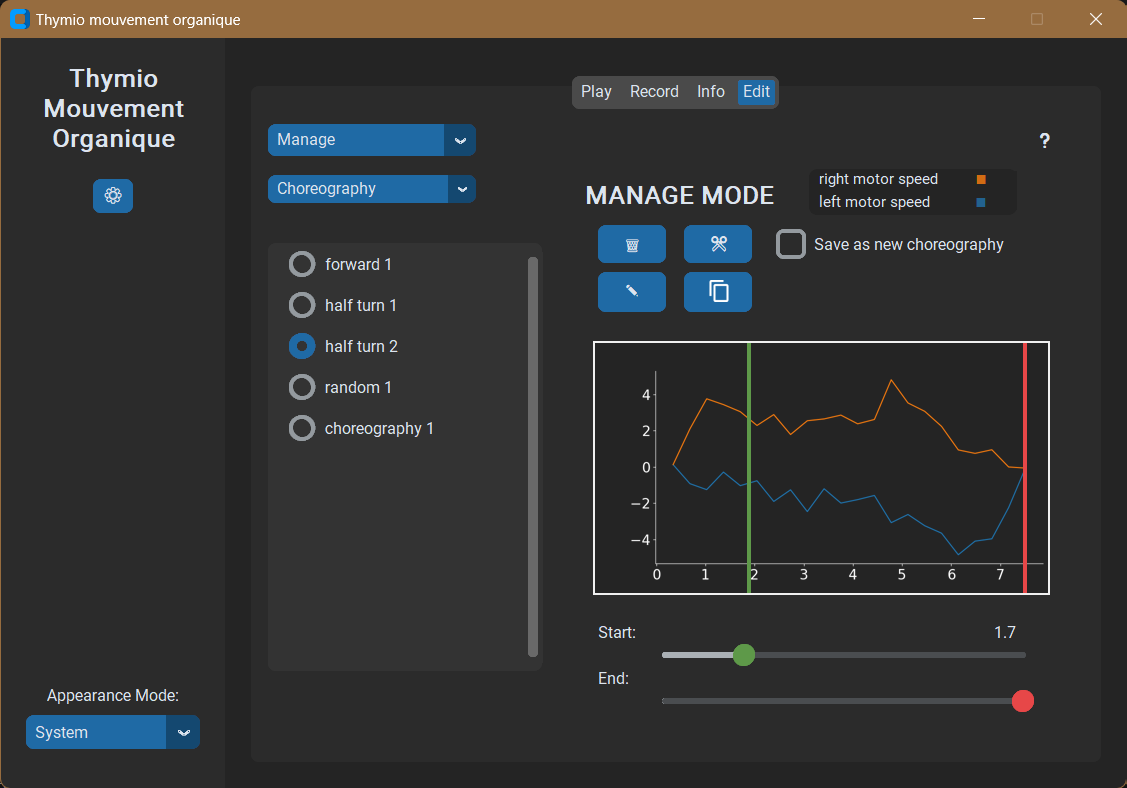 Thymio mouvement organique
Thymio
Mouvement
Organique
Appearance Mode:
System
Play Record Info Edit
Manage
Choreography
forward 1
half turn 1
half turn 2
random 1
choreography 1
?
MANAGE MODE
right motor speed
left motor speed
Save as new choreography
4
2
0
−2
−4
0 1 2 3 4 5 6 7
Start: 1.7
End: